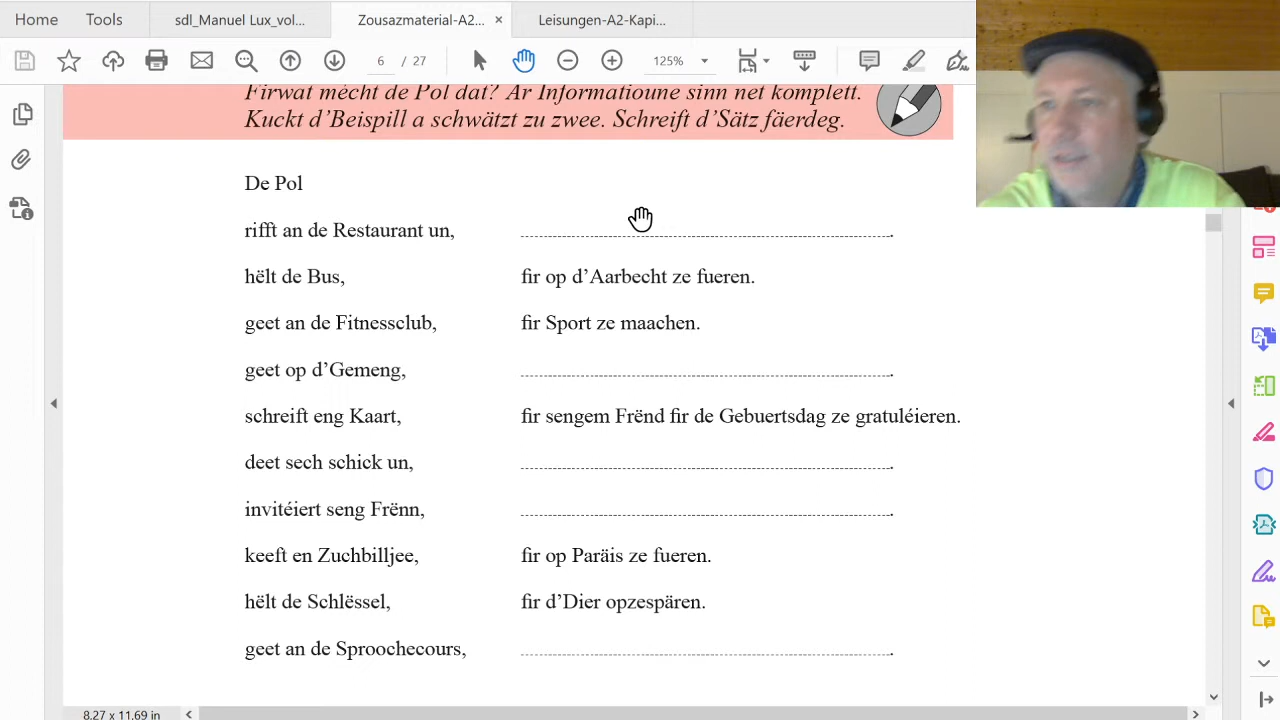 Home Tools sdl_Manuel Lux_vol... Zousazmaterial-A2... × Leisungen-A2-Kapi...
6 / 27 125%
Firwat mécht de Pol dat? Är Informatioune sinn net komplett.
Kuckt d'Beispill a schwätzt zu zwee. Schreift d'Sätz fäerdeg.
De Pol
rifft an de Restaurant un, .
hëlt de Bus, fir op d'Aarbecht ze fueren.
geet an de Fitnessclub, fir Sport ze maachen.
geet op d'Gemeng, .
schreift eng Kaart, fir sengem Frënd fir de Gebuertsdag ze gratuléieren.
deet sech schick un, .
invitéiert seng Frënn, .
keeft en Zuchbilljee, fir op Paräis ze fueren.
hëlt de Schlëssel, fir d'Dier opzespären.
geet an de Sproochecours, .
8.27 x 11.69 in